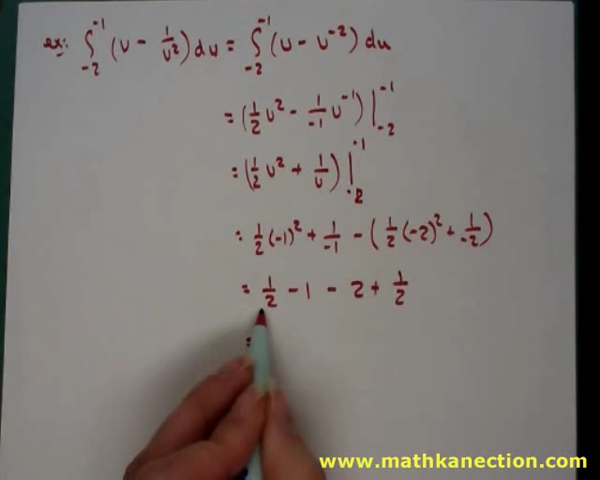 ex: ∫₋₂⁻¹ (u - 1/u²) du = ∫₋₂⁻¹ (u - u⁻²) du
= (1/2 u² - 1/-1 u⁻¹) |₋₂⁻¹
= (1/2 u² + 1/u) |₋₂⁻¹
= 1/2 (-1)² + 1/-1 - (1/2 (-2)² + 1/-2)
= 1/2 - 1 - 2 + 1/2
=
www.mathkanection.com